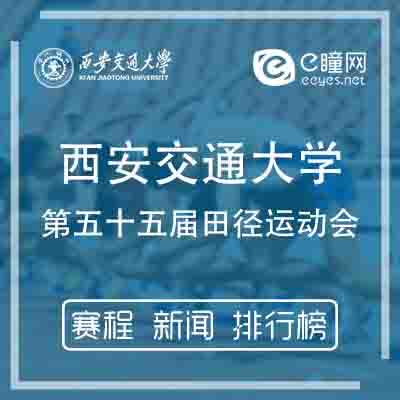 西安交通大学
XI'AN JIAOTONG UNIVERSITY
e瞳网
eeyes.net
西安交通大学
第五十五届田径运动会
赛程 新闻 排行榜